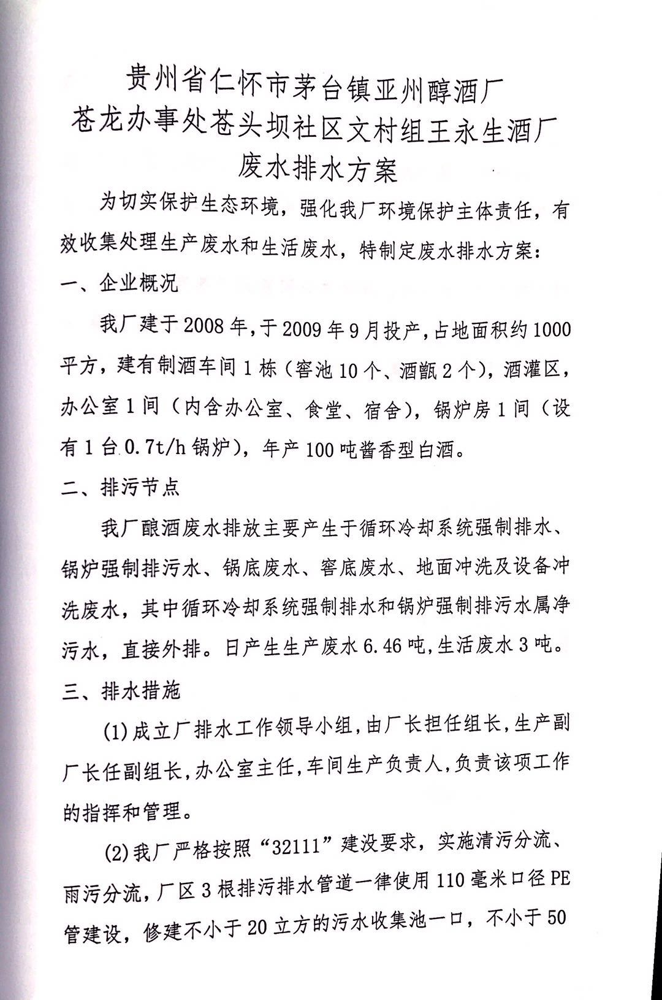 贵州省仁怀市茅台镇亚州醇酒厂
苍龙办事处苍头坝社区文村组王永生酒厂
废水排水方案
为切实保护生态环境，强化我厂环境保护主体责任，有
效收集处理生产废水和生活废水，特制定废水排水方案：
一、企业概况
我厂建于2008年,于2009年9月投产,占地面积约1000
平方，建有制酒车间1栋（窖池10个、酒甑2个），酒灌区，
办公室1间（内含办公室、食堂、宿舍），锅炉房1间（设
有1台0.7t/h锅炉），年产100吨酱香型白酒。
二、排污节点
我厂酿酒废水排放主要产生于循环冷却系统强制排水、
锅炉强制排污水、锅底废水、窖底废水、地面冲洗及设备冲
洗废水，其中循环冷却系统强制排水和锅炉强制排污水属净
污水，直接外排。日产生生产废水6.46吨,生活废水3吨。
三、排水措施
(1)成立厂排水工作领导小组,由厂长担任组长,生产副
厂长任副组长,办公室主任,车间生产负责人,负责该项工作
的指挥和管理。
(2)我厂严格按照“32111”建没要求，实施清污分流、
雨污分流,厂区3根排污排水管道一律使用110毫米口径PE
管建设，修建不小于20立方的污水收集池一口，不小于50